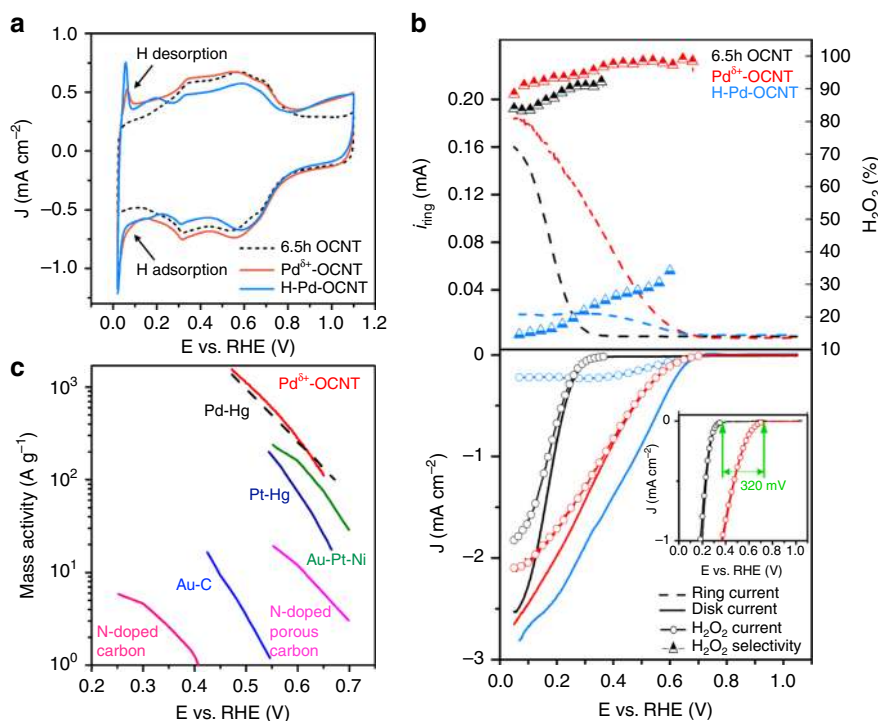 a
1.0
0.5
0.0
−0.5
−1.0
J (mA cm⁻²)
H desorption
H adsorption
6.5h OCNT
Pdᵟ⁺-OCNT
H-Pd-OCNT
0.0 0.2 0.4 0.6 0.8 1.0 1.2
E vs. RHE (V)
b
0.20
0.16
0.12
0.08
0.04
i_ring (mA)
6.5h OCNT
Pdᵟ⁺-OCNT
H-Pd-OCNT
100
90
80
70
60
50
40
30
20
10
H₂O₂ (%)
0
−1
−2
−3
J (mA cm⁻²)
0
−1
J (mA cm⁻²)
320 mV
0.0 0.2 0.4 0.6 0.8 1.0
E vs. RHE (V)
Ring current
Disk current
H₂O₂ current
H₂O₂ selectivity
0.0 0.2 0.4 0.6 0.8 1.0
E vs. RHE (V)
c
10³
10²
10¹
10⁰
Mass activity (A g⁻¹)
Pdᵟ⁺-OCNT
Pd-Hg
Pt-Hg
Au-Pt-Ni
Au-C
N-doped
carbon
N-doped
porous
carbon
0.2 0.3 0.4 0.5 0.6 0.7
E vs. RHE (V)